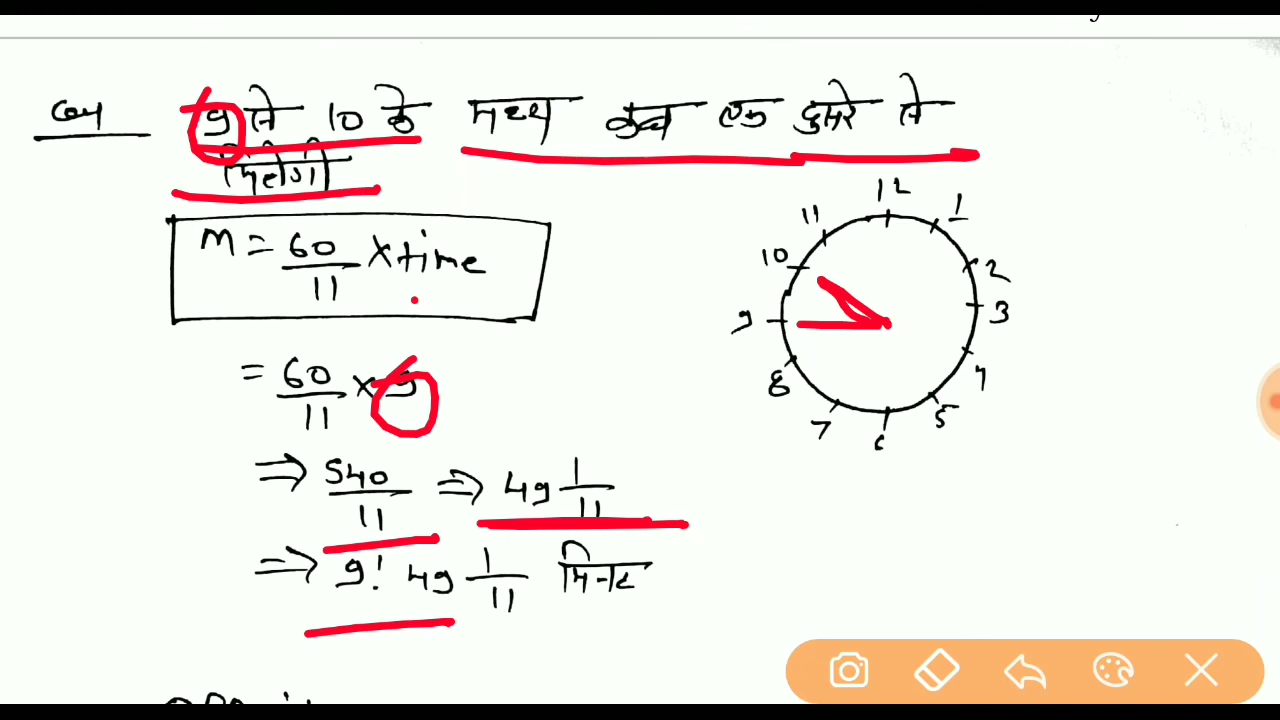 9 से 10 के मध्य कब एक दुसरे से
मिलेगी
M = 60/11 × time
= 60/11 × 9
⇒ 540/11 ⇒ 49 1/11
⇒ 9: 49 1/11 मिनट
12
1
2
3
4
5
6
7
8
9
10
11